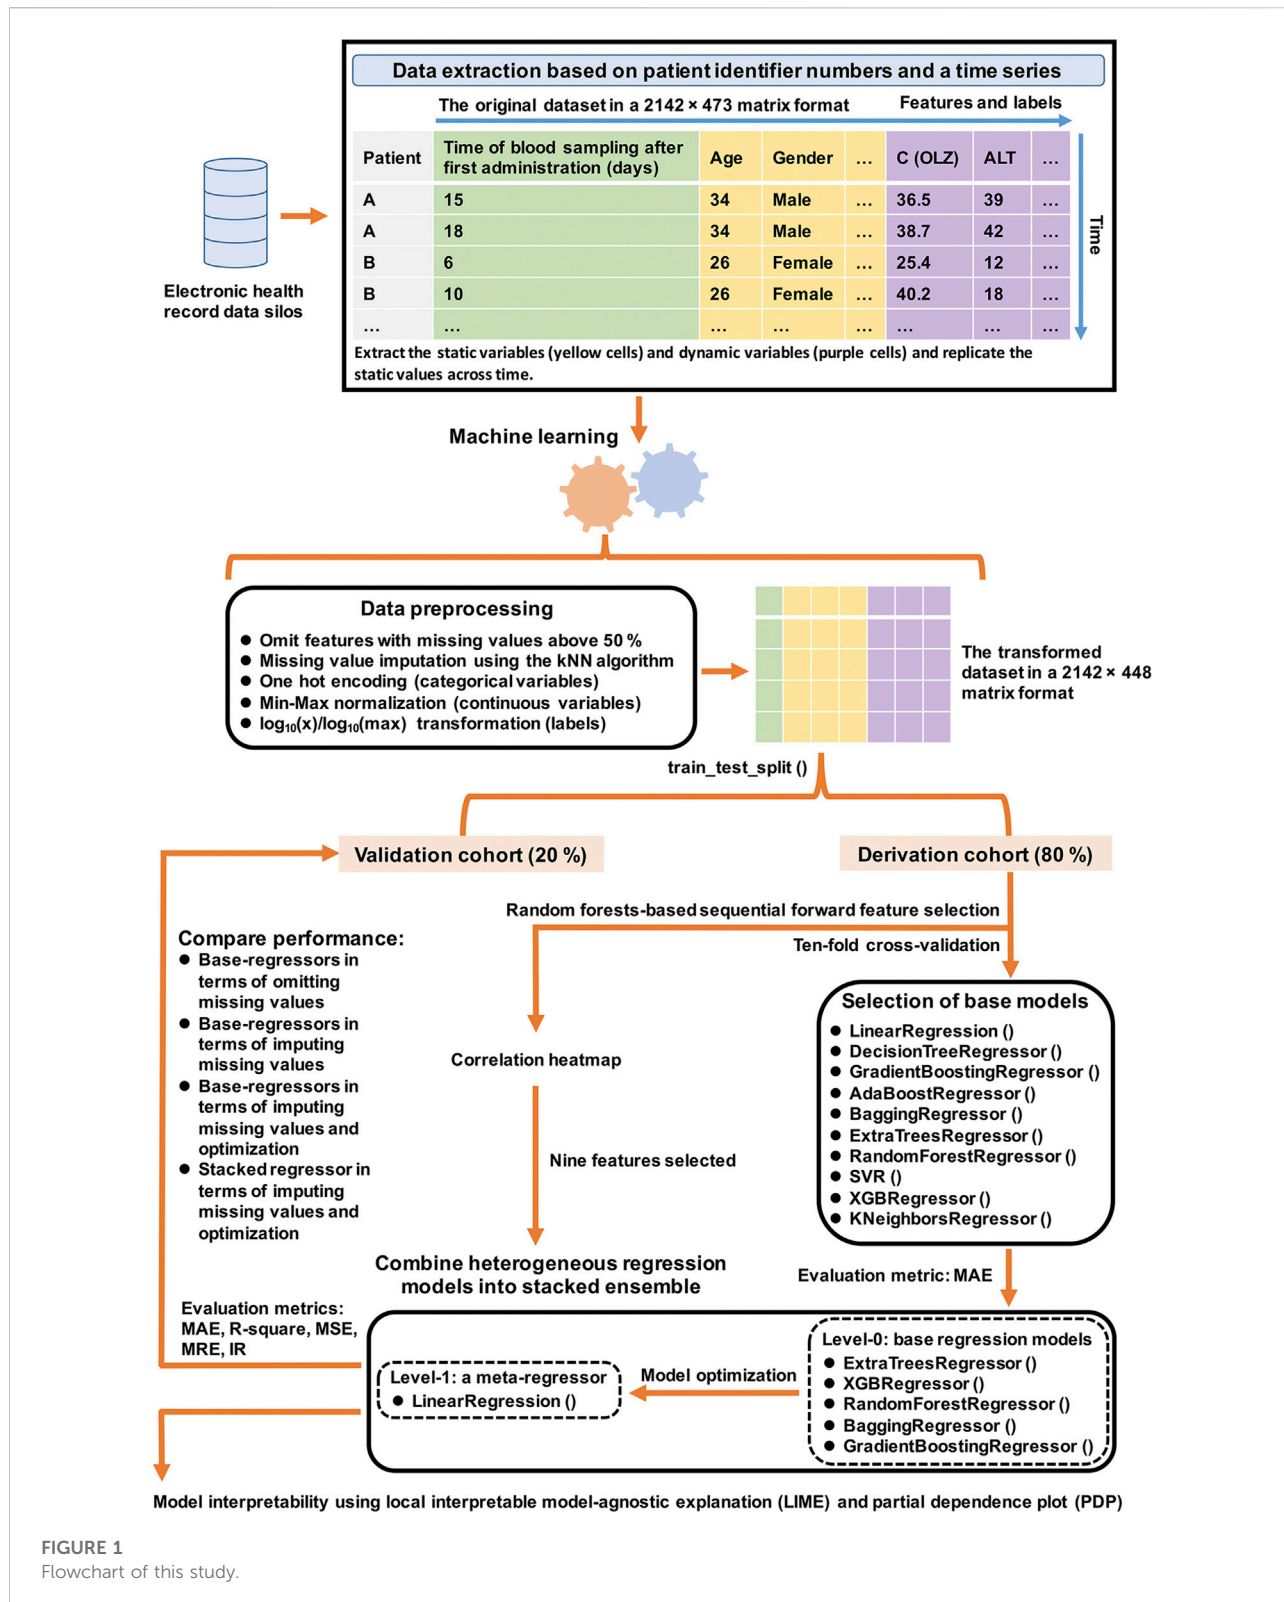 Data extraction based on patient identifier numbers and a time series
The original dataset in a 2142 × 473 matrix format
Features and labels
Patient
Time of blood sampling after
first administration (days)
Age
Gender
...
C (OLZ)
ALT
...
A 15 34 Male ... 36.5 39 ...
A 18 34 Male ... 38.7 42 ...
B 6 26 Female ... 25.4 12 ...
B 10 26 Female ... 40.2 18 ...
... ... ... ... ... ... ... ...
Time
Extract the static variables (yellow cells) and dynamic variables (purple cells) and replicate the
static values across time.
Electronic health
record data silos
Machine learning
Data preprocessing
● Omit features with missing values above 50 %
● Missing value imputation using the kNN algorithm
● One hot encoding (categorical variables)
● Min-Max normalization (continuous variables)
● log₁₀(x)/log₁₀(max) transformation (labels)
The transformed
dataset in a 2142 × 448
matrix format
train_test_split ()
Validation cohort (20 %)
Derivation cohort (80 %)
Random forests-based sequential forward feature selection
Ten-fold cross-validation
Compare performance:
● Base-regressors in
terms of omitting
missing values
● Base-regressors in
terms of imputing
missing values
● Base-regressors in
terms of imputing
missing values and
optimization
● Stacked regressor in
terms of imputing
missing values and
optimization
Correlation heatmap
Nine features selected
Selection of base models
● LinearRegression ()
● DecisionTreeRegressor ()
● GradientBoostingRegressor ()
● AdaBoostRegressor ()
● BaggingRegressor ()
● ExtraTreesRegressor ()
● RandomForestRegressor ()
● SVR ()
● XGBRegressor ()
● KNeighborsRegressor ()
Combine heterogeneous regression
models into stacked ensemble
Evaluation metric: MAE
Evaluation metrics:
MAE, R-square, MSE,
MRE, IR
Level-1: a meta-regressor
● LinearRegression ()
Model optimization
Level-0: base regression models
● ExtraTreesRegressor ()
● XGBRegressor ()
● RandomForestRegressor ()
● BaggingRegressor ()
● GradientBoostingRegressor ()
Model interpretability using local interpretable model-agnostic explanation (LIME) and partial dependence plot (PDP)
FIGURE 1
Flowchart of this study.